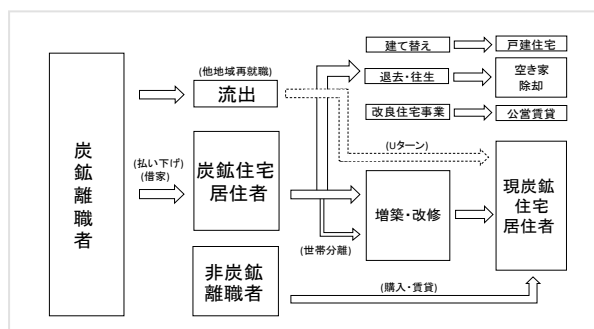 建て替え
戸建住宅
(他地域再就職)
退去・往生
空き家
除却
流出
改良住宅事業
公営賃貸
炭鉱離職者
(払い下げ)
(借家)
炭鉱住宅
居住者
(Uターン)
増築・改修
現炭鉱
住宅
居住者
(世帯分離)
非炭鉱
離職者
(購入・賃貸)